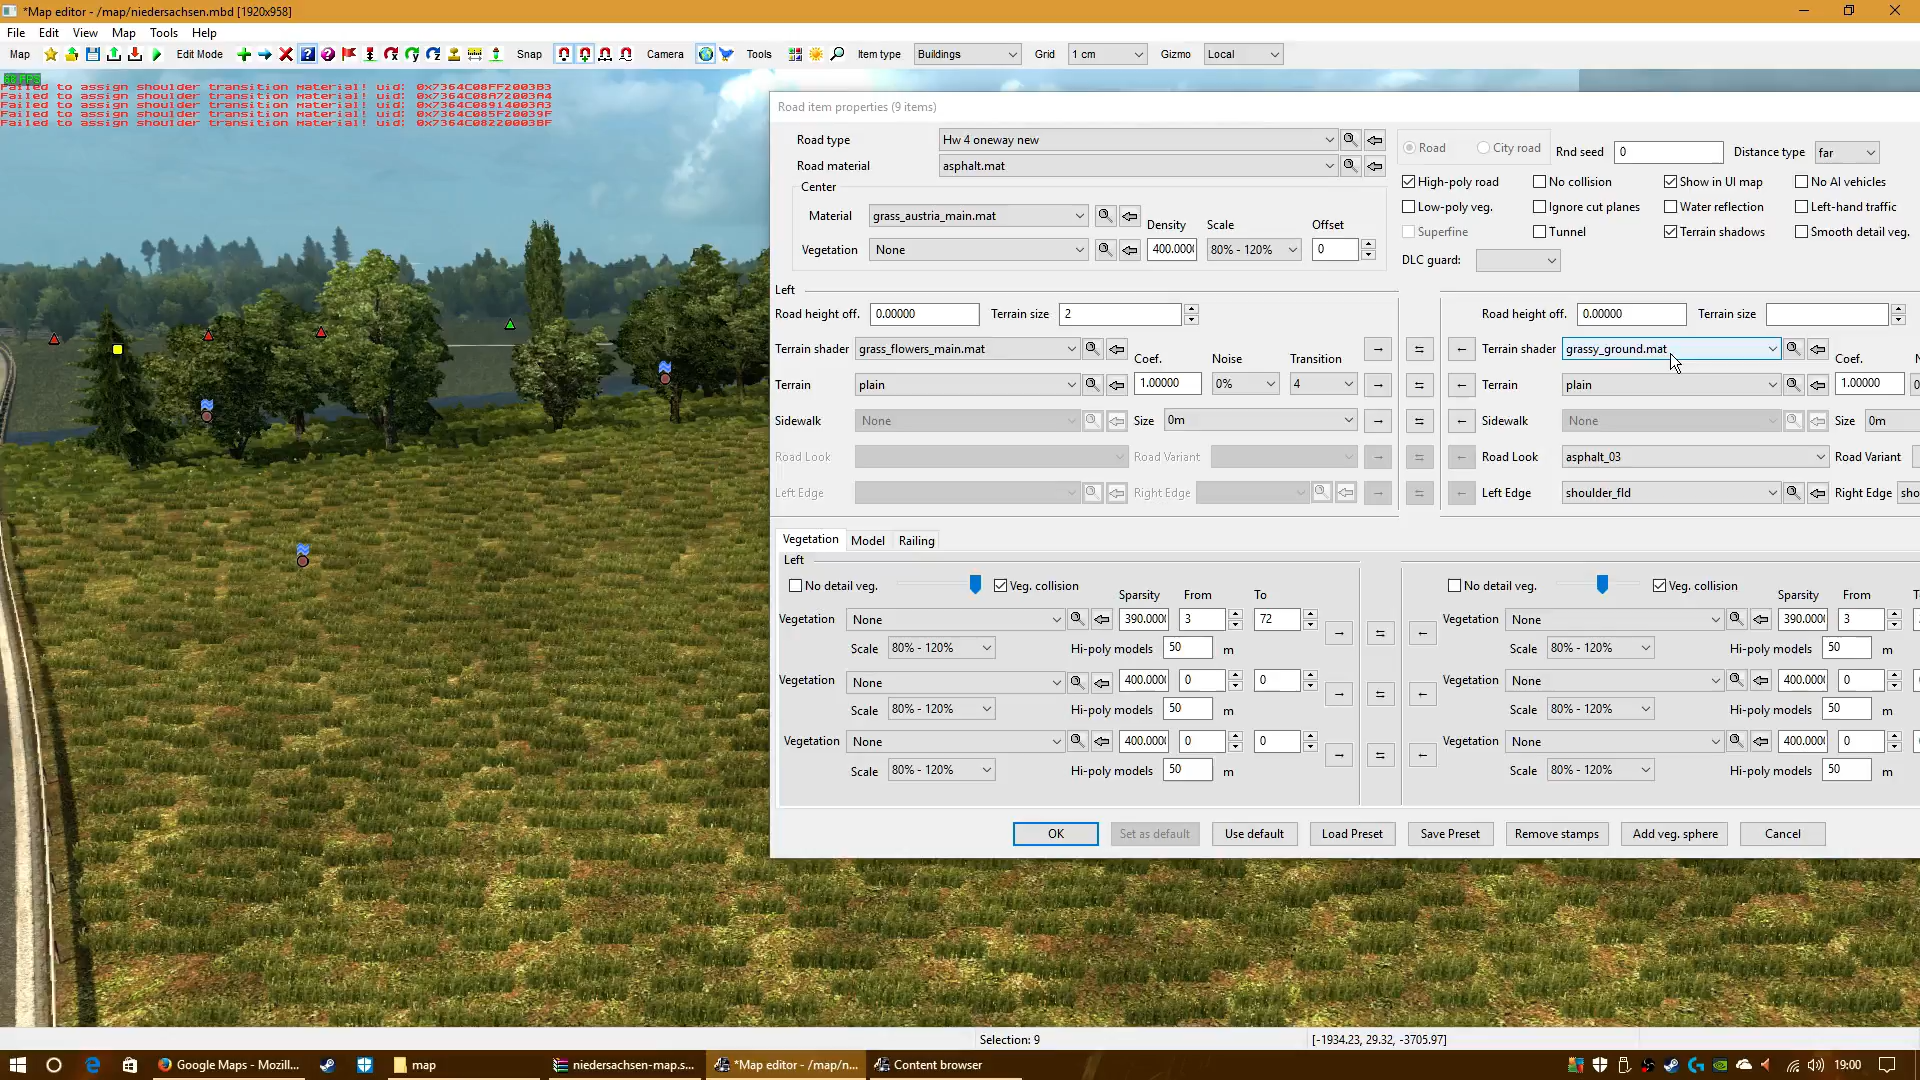 *Map editor - /map/niedersachsen.mbd [1920x958]
File Edit View Map Tools Help
Map Edit Mode Snap Camera Tools Item type Buildings Grid 1 cm Gizmo Local
Failed to assign shoulder transition material! uid: 0x7364C08FF2003B3
Failed to assign shoulder transition material! uid: 0x7364C08A72003A4
Failed to assign shoulder transition material! uid: 0x7364C08914003A3
Failed to assign shoulder transition material! uid: 0x7364C085F20039F
Failed to assign shoulder transition material! uid: 0x7364C08220003BF
Road item properties (9 items)
Road type Hw 4 oneway new
Road material asphalt.mat
Road City road Rnd seed 0 Distance type far
Center
High-poly road No collision Show in UI map No AI vehicles
Material grass_austria_main.mat
Low-poly veg. Ignore cut planes Water reflection Left-hand traffic
Density Scale Offset
Vegetation None 400.000 80% - 120% 0
Superfine Tunnel Terrain shadows Smooth detail veg.
DLC guard:
Left
Road height off. 0.00000 Terrain size 2 Road height off. 0.00000 Terrain size
Terrain shader grass_flowers_main.mat Coef. Noise Transition → ⇆ ← Terrain shader grassy_ground.mat Coef.
Terrain plain 1.00000 0% 4 → ⇆ ← Terrain plain 1.00000
Sidewalk None Size 0m → ⇆ ← Sidewalk None Size 0m
Road Look Road Variant → ⇆ ← Road Look asphalt_03 Road Variant
Left Edge Right Edge → ⇆ ← Left Edge shoulder_fld Right Edge sho
Vegetation Model Railing
Left
No detail veg. Veg. collision Sparsity From To No detail veg. Veg. collision Sparsity From
Vegetation None 390.000 3 72 → ⇆ ← Vegetation None 390.000 3
Scale 80% - 120% Hi-poly models 50 m Scale 80% - 120% Hi-poly models 50 m
Vegetation None 400.000 0 0 → ⇆ ← Vegetation None 400.000 0
Scale 80% - 120% Hi-poly models 50 m Scale 80% - 120% Hi-poly models 50 m
Vegetation None 400.000 0 0 → ⇆ ← Vegetation None 400.000 0
Scale 80% - 120% Hi-poly models 50 m Scale 80% - 120% Hi-poly models 50 m
OK Set as default Use default Load Preset Save Preset Remove stamps Add veg. sphere Cancel
Selection: 9 [-1934.23, 29.32, -3705.97]
Google Maps - Mozill... map niedersachsen-map.s... *Map editor - /map/n... Content browser 19:00